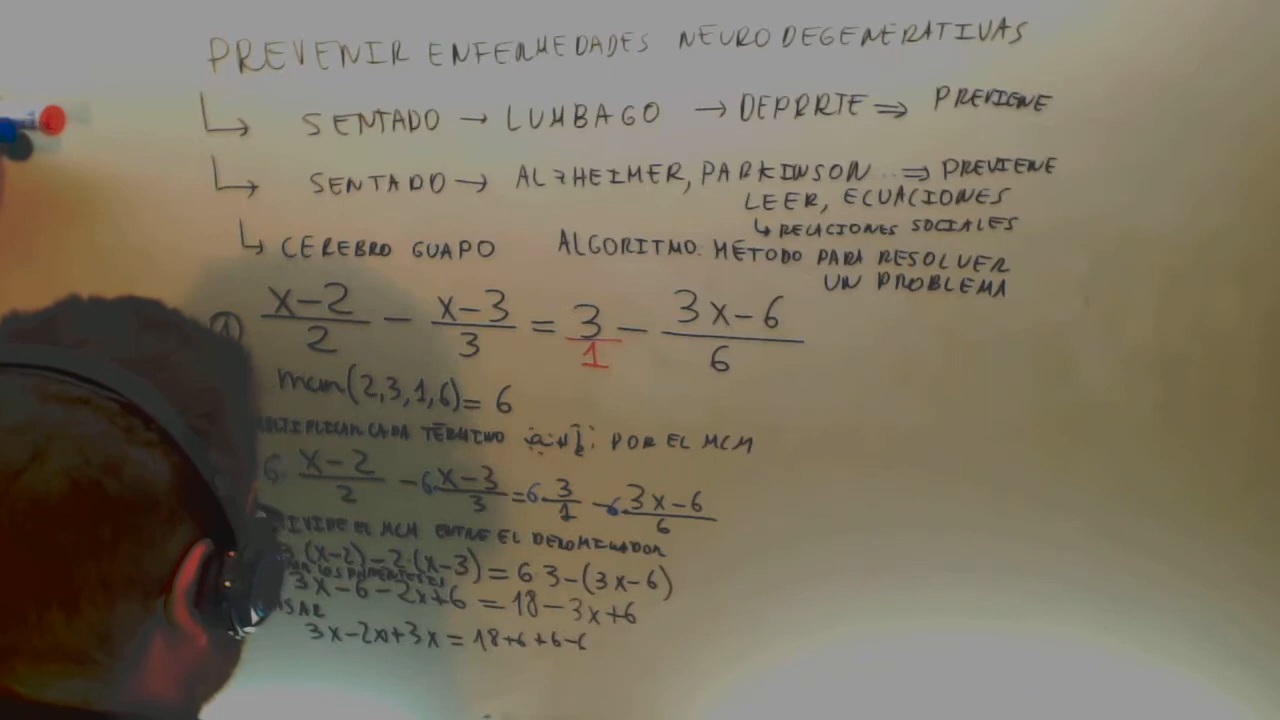 PREVENIR ENFERMEDADES NEURODEGENERATIVAS
↳ SENTADO → LUMBAGO → DEPORTE ⇒ PREVIENE
↳ SENTADO → ALZHEIMER, PARKINSON... ⇒ PREVIENE
LEER, ECUACIONES
↳ RELACIONES SOCIALES
↳ CEREBRO GUAPO ALGORITMO: MÉTODO PARA RESOLVER
UN PROBLEMA
① (x-2)/2 - (x-3)/3 = 3/1 - (3x-6)/6
mcm(2,3,1,6) = 6
CADA TÉRMINO POR EL MCM
6 (x-2)/2 - 6·(x-3)/3 = 6·3/1 - 6·(3x-6)/6
EL MCM ENTRE EL DENOMINADOR
(x-2) - 2·(x-3) = 6 3 - (3x-6)
3x - 6 - 2x + 6 = 18 - 3x + 6
3x - 2x + 3x = 18 + 6 + 6 - 6